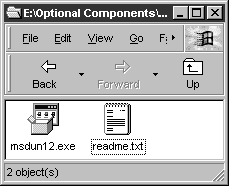 E:\Optional Components\...
File Edit View Go F
Back Forward Up
msdun12.exe readme.txt
2 object(s)